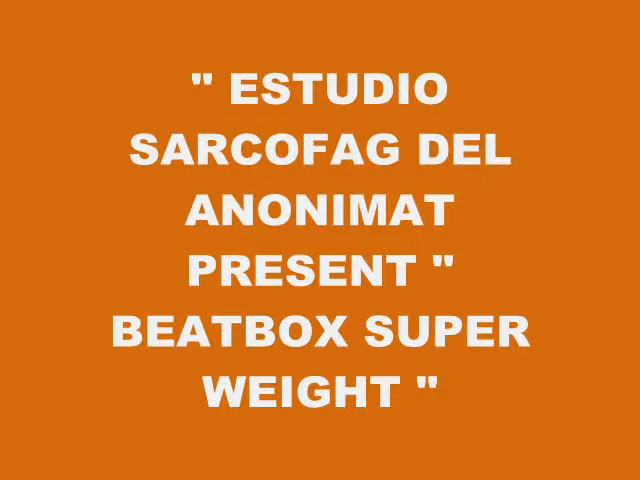 " ESTUDIO
SARCOFAG DEL
ANONIMAT
PRESENT "
BEATBOX SUPER
WEIGHT "